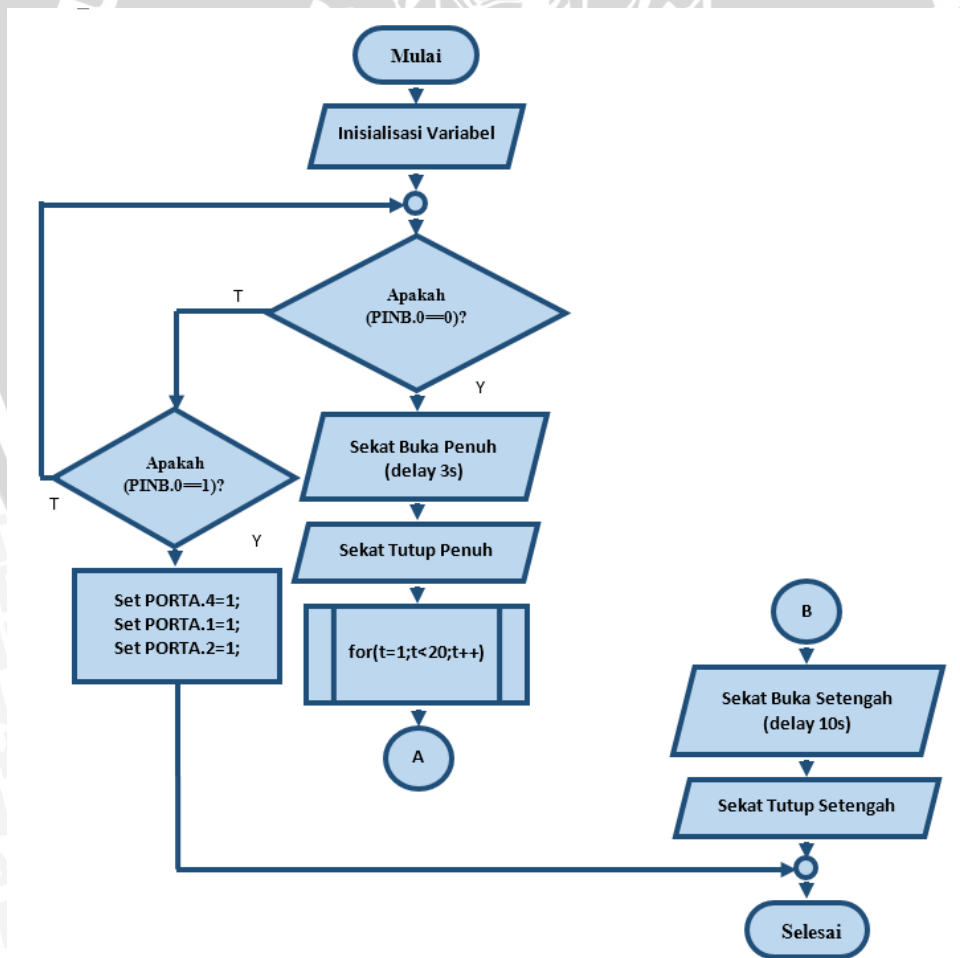 Mulai
Inisialisasi Variabel
Apakah
(PINB.0==0)?
T
Y
Apakah
(PINB.0==1)?
T
Y
Set PORTA.4=1;
Set PORTA.1=1;
Set PORTA.2=1;
Sekat Buka Penuh
(delay 3s)
Sekat Tutup Penuh
for(t=1;t<20;t++)
A
B
Sekat Buka Setengah
(delay 10s)
Sekat Tutup Setengah
Selesai